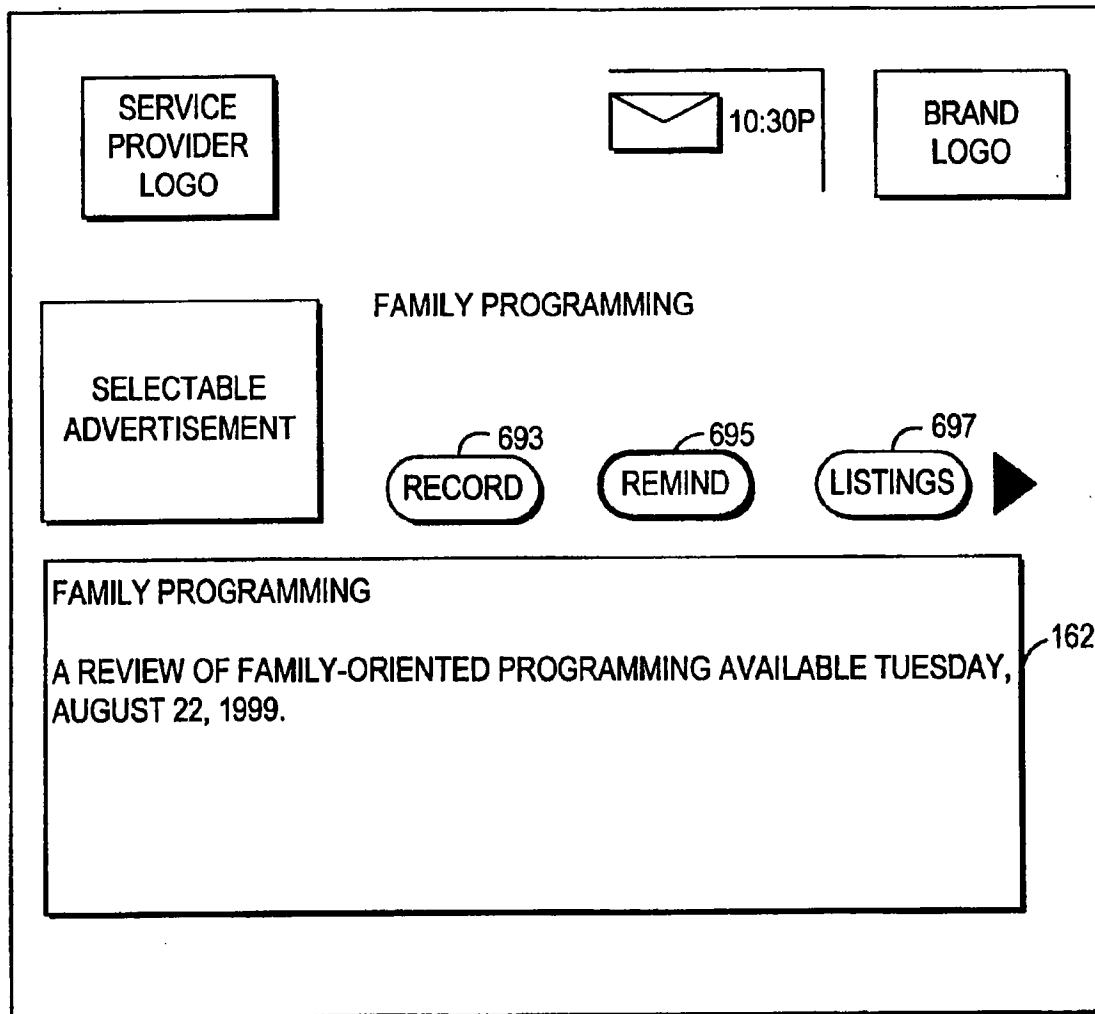 SERVICE
PROVIDER
LOGO
10:30P
BRAND
LOGO
SELECTABLE
ADVERTISEMENT
FAMILY PROGRAMMING
693
695
697
RECORD
REMIND
LISTINGS
FAMILY PROGRAMMING
A REVIEW OF FAMILY-ORIENTED PROGRAMMING AVAILABLE TUESDAY,
AUGUST 22, 1999.
162